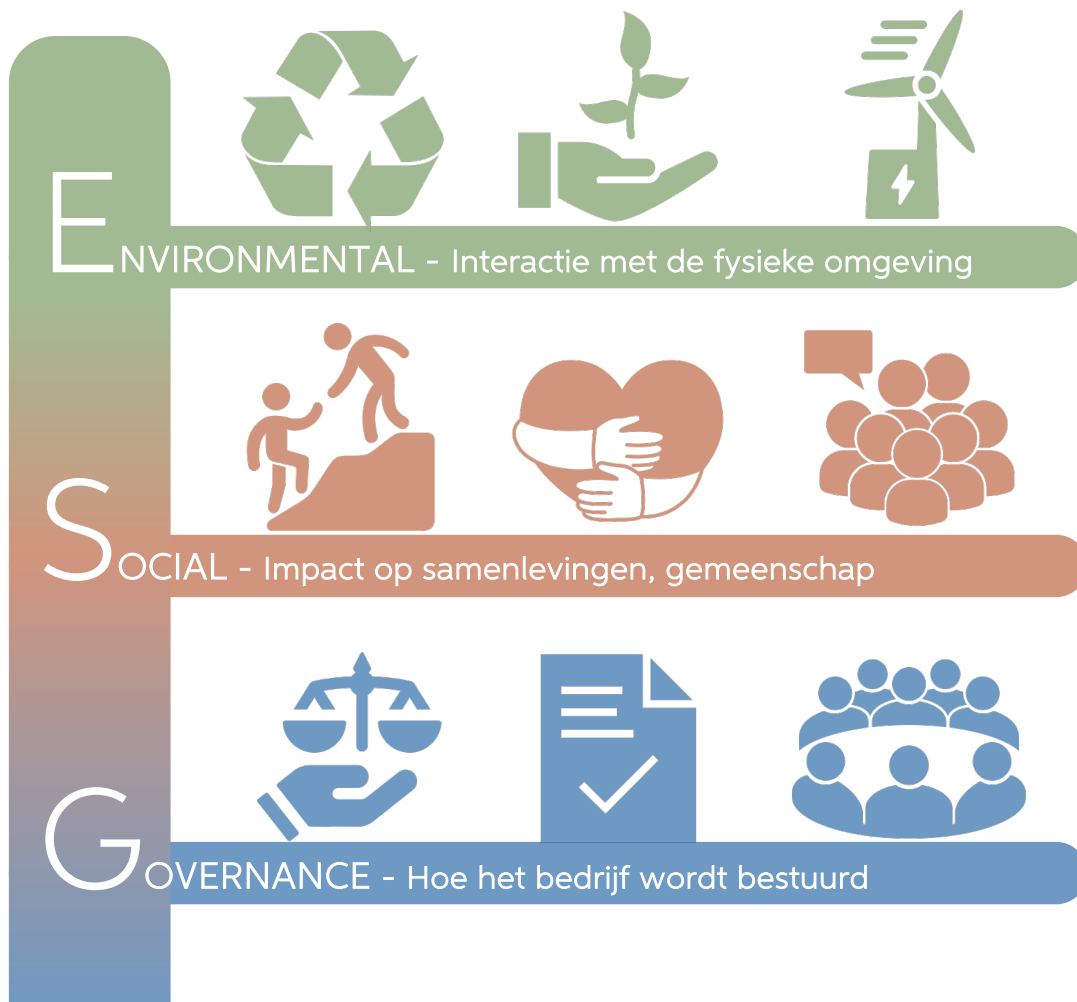 ENVIRONMENTAL - Interactie met de fysieke omgeving
SOCIAL - Impact op samenlevingen, gemeenschap
GOVERNANCE - Hoe het bedrijf wordt bestuurd